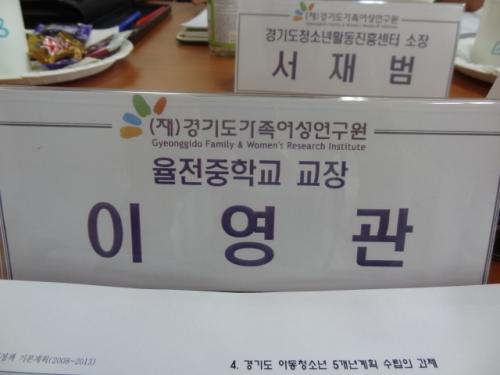 (재)경기도가족여성연구원
경기도청소년활동진흥센터 소장
서재범
(재)경기도가족여성연구원
Gyeonggido Family & Women's Research Institute
율전중학교 교장
이 영 관
정책 기본계획(2008-2013)
4. 경기도 아동청소년 5개년계획 수립의 과제